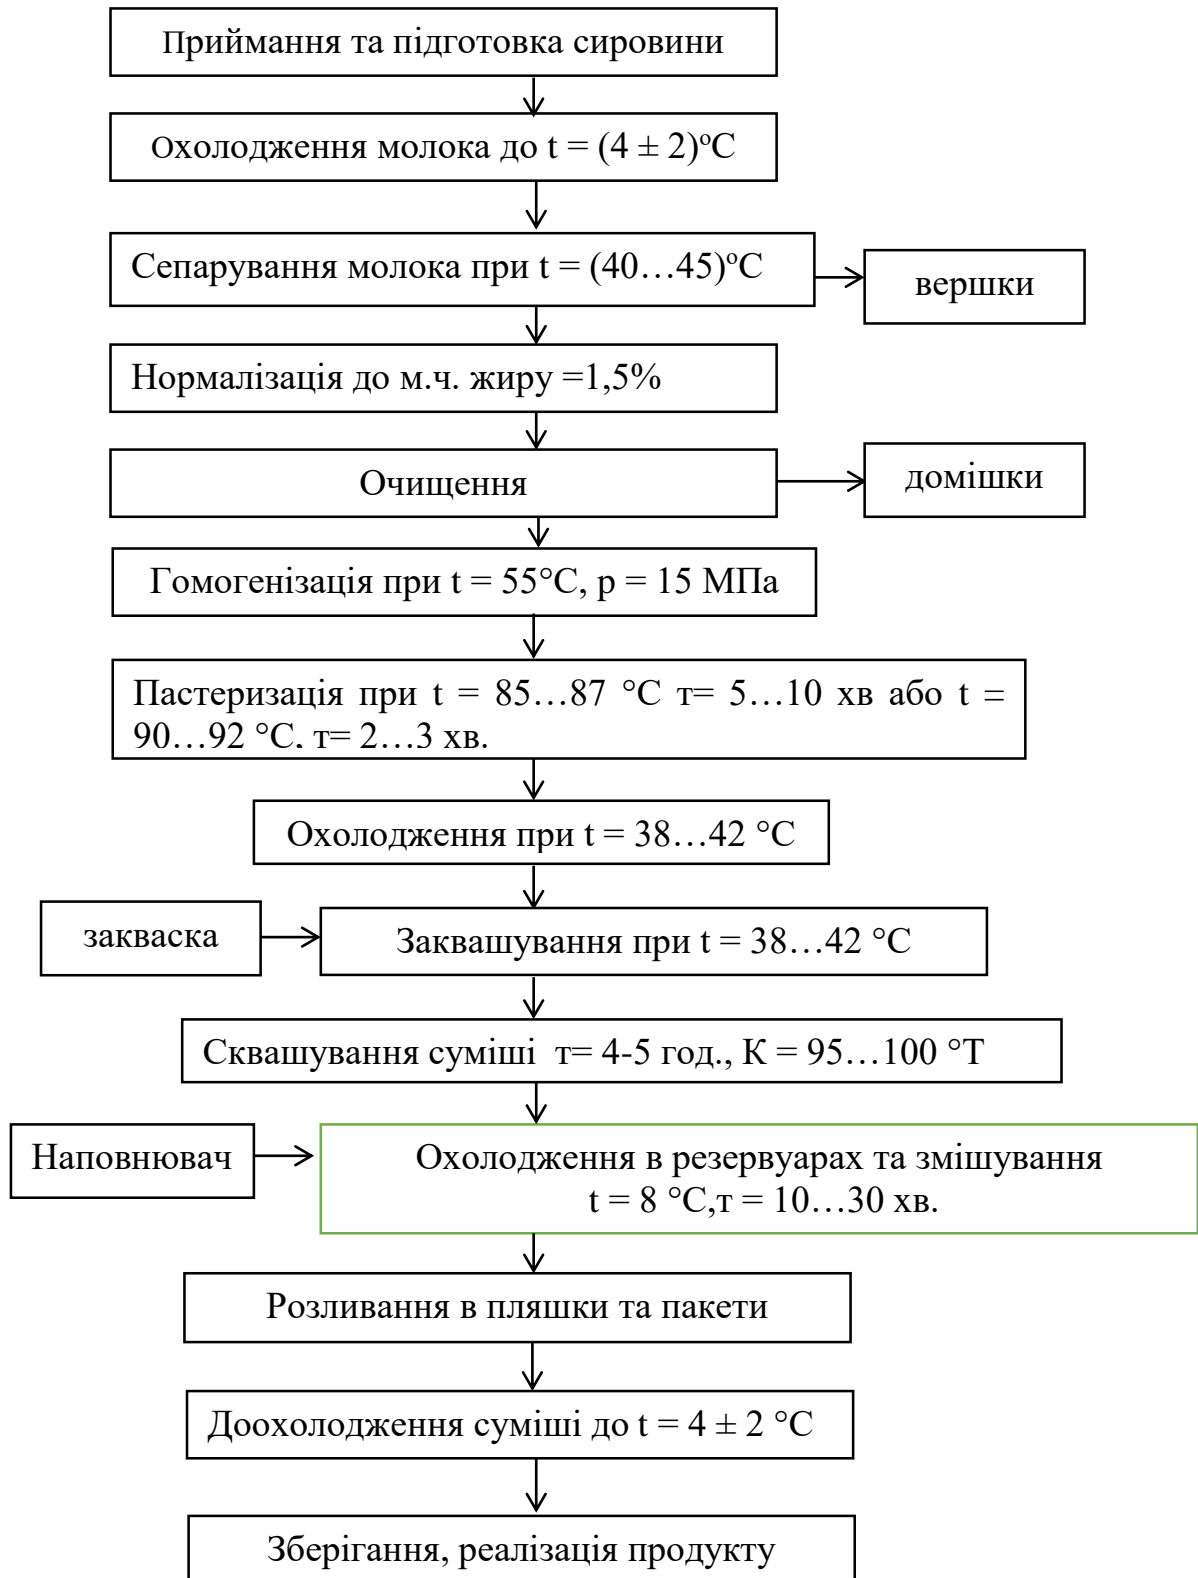 Приймання та підготовка сировини
Охолодження молока до t = (4 ± 2)°С
Сепарування молока при t = (40…45)°С
вершки
Нормалізація до м.ч. жиру =1,5%
Очищення
домішки
Гомогенізація при t = 55°С, р = 15 МПа
Пастеризація при t = 85…87 °С т= 5…10 хв або t =
90…92 °С, т= 2…3 хв.
Охолодження при t = 38…42 °С
закваска
Заквашування при t = 38…42 °С
Сквашування суміші т= 4-5 год., К = 95…100 °Т
Наповнювач
Охолодження в резервуарах та змішування
t = 8 °С,т = 10…30 хв.
Розливання в пляшки та пакети
Доохолодження суміші до t = 4 ± 2 °С
Зберігання, реалізація продукту